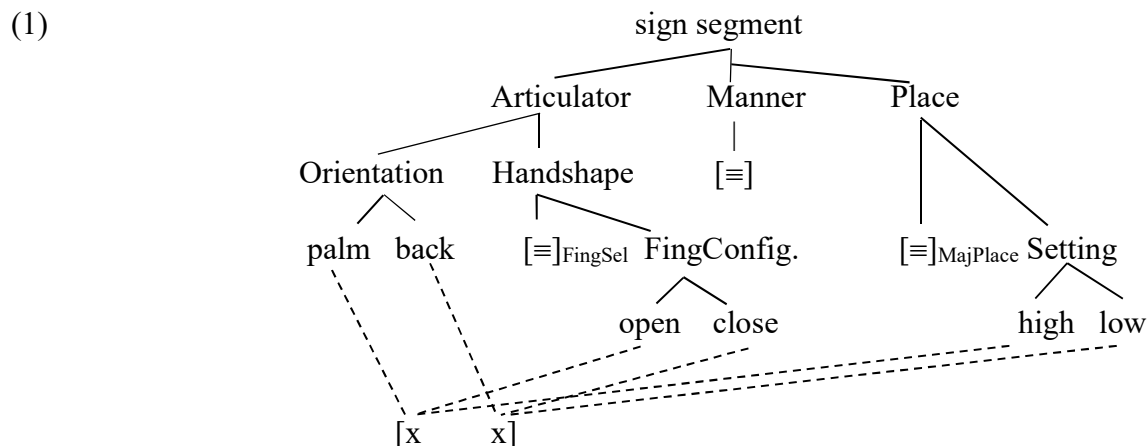 (1)
sign segment
Articulator Manner Place
Orientation Handshape [≡]
palm back [≡]FingSel FingConfig. [≡]MajPlace Setting
open close high low
[x x]